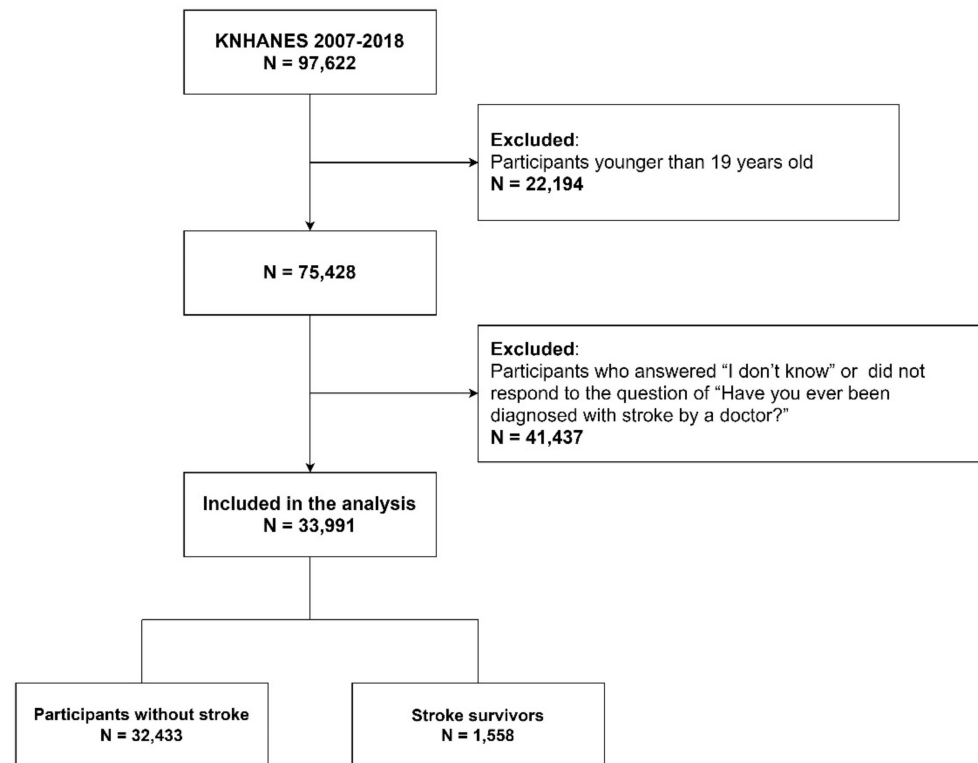 KNHANES 2007-2018
N = 97,622
Excluded:
Participants younger than 19 years old
N = 22,194
N = 75,428
Excluded:
Participants who answered “I don’t know” or did not
respond to the question of “Have you ever been
diagnosed with stroke by a doctor?”
N = 41,437
Included in the analysis
N = 33,991
Participants without stroke
N = 32,433
Stroke survivors
N = 1,558